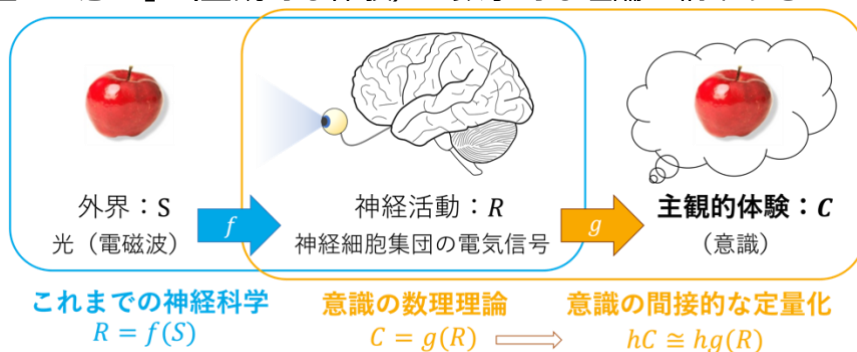 外界：S
光（電磁波）
f
神経活動：R
神経細胞集団の電気信号
g
主観的体験：C
（意識）
これまでの神経科学
R = f(S)
意識の数理理論
C = g(R)
意識の間接的な定量化
hC ≅ hg(R)